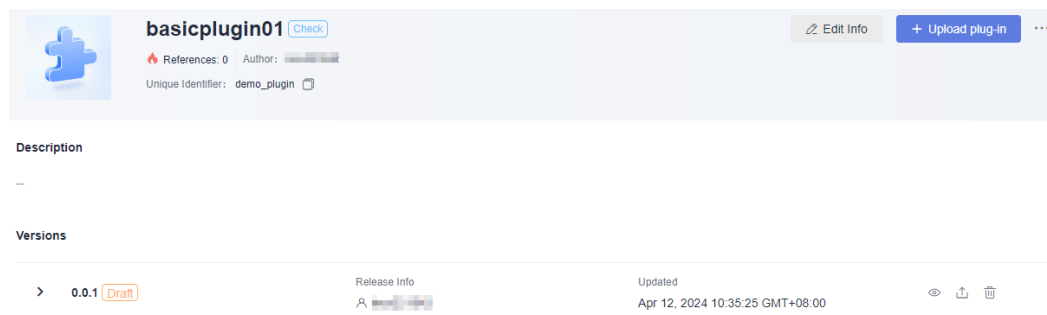 basicplugin01 Check
Edit Info
+ Upload plug-in
References: 0 Author:
Unique Identifier: demo_plugin
Description
--
Versions
0.0.1 Draft
Release Info
Updated
Apr 12, 2024 10:35:25 GMT+08:00